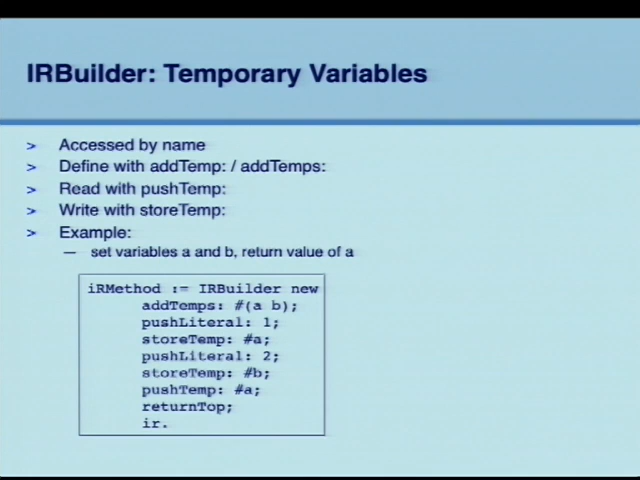 IRBuilder: Temporary Variables
> Accessed by name
> Define with addTemp: / addTemps:
> Read with pushTemp:
> Write with storeTemp:
> Example:
— set variables a and b, return value of a
iRMethod := IRBuilder new
addTemps: #(a b);
pushLiteral: 1;
storeTemp: #a;
pushLiteral: 2;
storeTemp: #b;
pushTemp: #a;
returnTop;
ir.